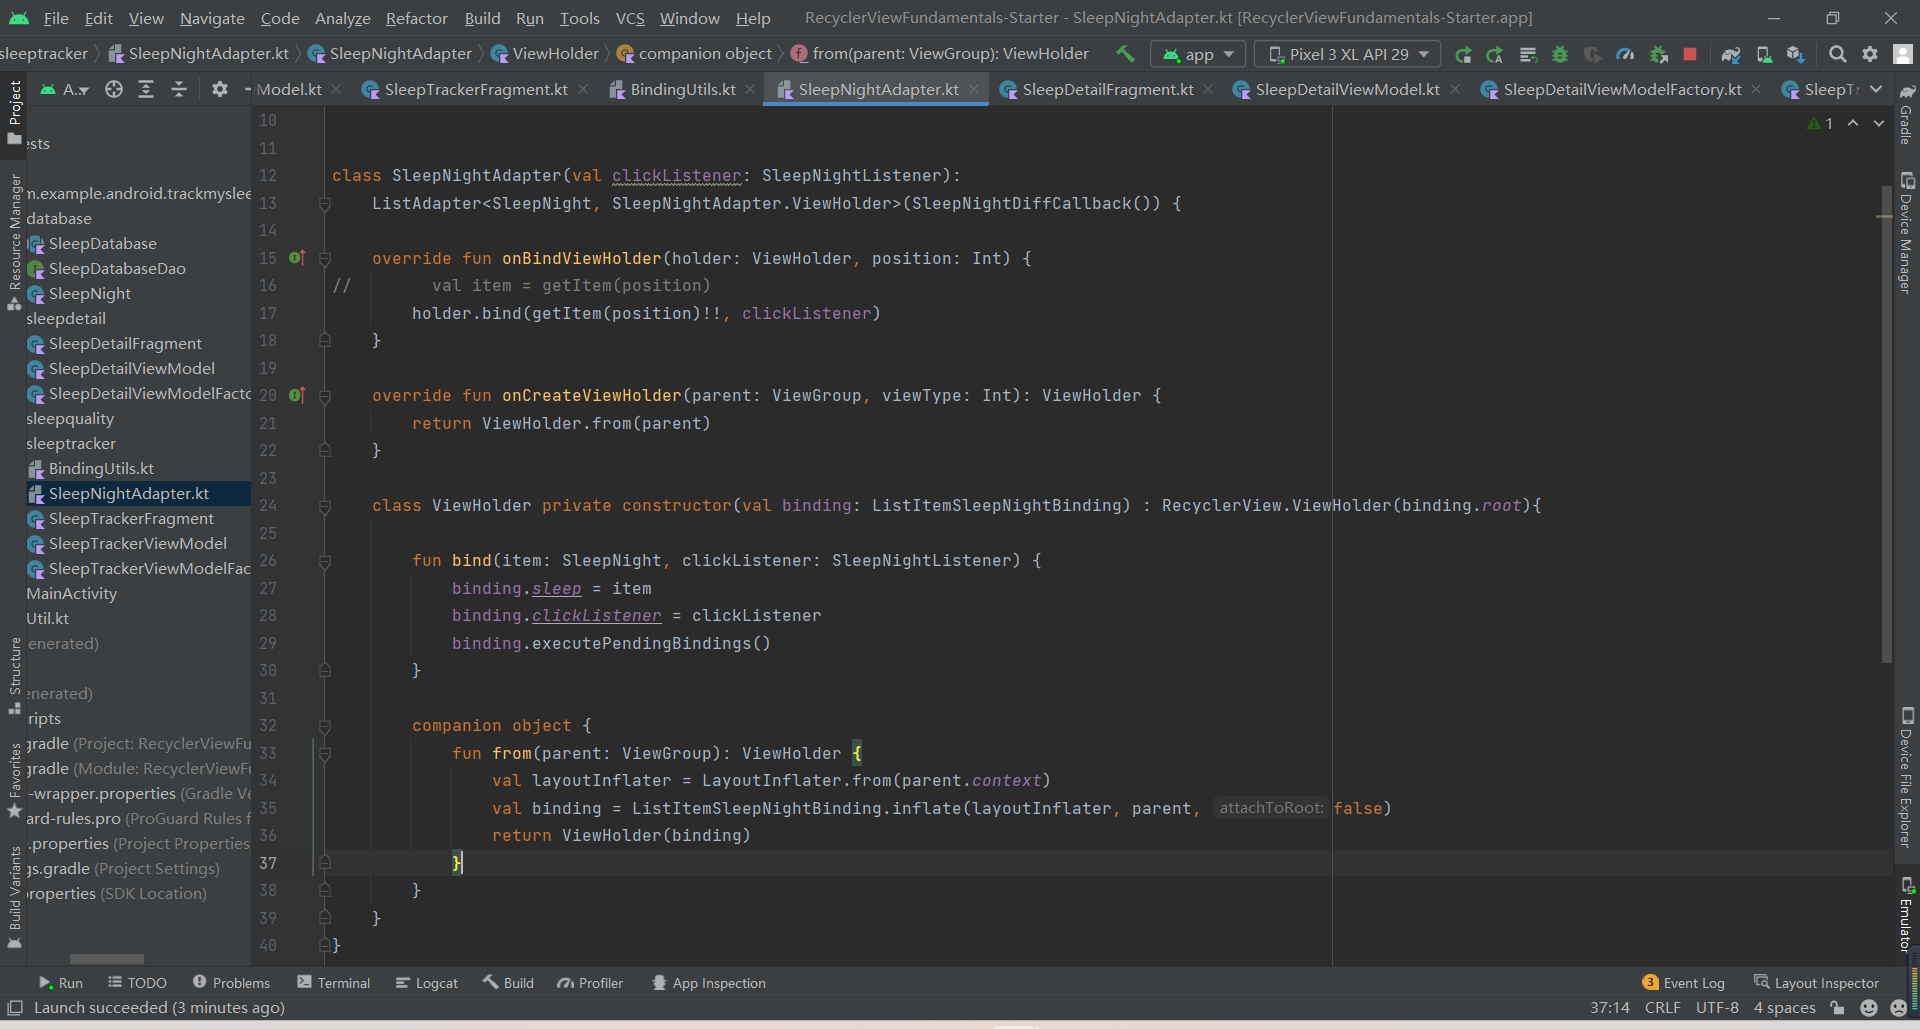 File Edit View Navigate Code Analyze Refactor Build Run Tools VCS Window Help RecyclerViewFundamentals-Starter - SleepNightAdapter.kt [RecyclerViewFundamentals-Starter.app]
sleeptracker SleepNightAdapter.kt SleepNightAdapter ViewHolder companion object from(parent: ViewGroup): ViewHolder app Pixel 3 XL API 29
A.. Model.kt SleepTrackerFragment.kt BindingUtils.kt SleepNightAdapter.kt SleepDetailFragment.kt SleepDetailViewModel.kt SleepDetailViewModelFactory.kt SleepTr
Project
Resource Manager
Structure
Favorites
Build Variants
ests
m.example.android.trackmyslee
database
SleepDatabase
SleepDatabaseDao
SleepNight
sleepdetail
SleepDetailFragment
SleepDetailViewModel
SleepDetailViewModelFacto
sleepquality
sleeptracker
BindingUtils.kt
SleepNightAdapter.kt
SleepTrackerFragment
SleepTrackerViewModel
SleepTrackerViewModelFac
MainActivity
Util.kt
enerated)
enerated)
ripts
gradle (Project: RecyclerViewFu
gradle (Module: RecyclerViewFu
-wrapper.properties (Gradle Ve
ard-rules.pro (ProGuard Rules f
.properties (Project Properties
gs.gradle (Project Settings)
roperties (SDK Location)
1
10
11
12 class SleepNightAdapter(val clickListener: SleepNightListener):
13 ListAdapter<SleepNight, SleepNightAdapter.ViewHolder>(SleepNightDiffCallback()) {
14
15 override fun onBindViewHolder(holder: ViewHolder, position: Int) {
16 // val item = getItem(position)
17 holder.bind(getItem(position)!!, clickListener)
18 }
19
20 override fun onCreateViewHolder(parent: ViewGroup, viewType: Int): ViewHolder {
21 return ViewHolder.from(parent)
22 }
23
24 class ViewHolder private constructor(val binding: ListItemSleepNightBinding) : RecyclerView.ViewHolder(binding.root){
25
26 fun bind(item: SleepNight, clickListener: SleepNightListener) {
27 binding.sleep = item
28 binding.clickListener = clickListener
29 binding.executePendingBindings()
30 }
31
32 companion object {
33 fun from(parent: ViewGroup): ViewHolder {
34 val layoutInflater = LayoutInflater.from(parent.context)
35 val binding = ListItemSleepNightBinding.inflate(layoutInflater, parent, attachToRoot: false)
36 return ViewHolder(binding)
37 }
38 }
39 }
40 }
Gradle
Device Manager
Device File Explorer
Emulator
Run TODO Problems Terminal Logcat Build Profiler App Inspection 3 Event Log Layout Inspector
Launch succeeded (3 minutes ago) 37:14 CRLF UTF-8 4 spaces